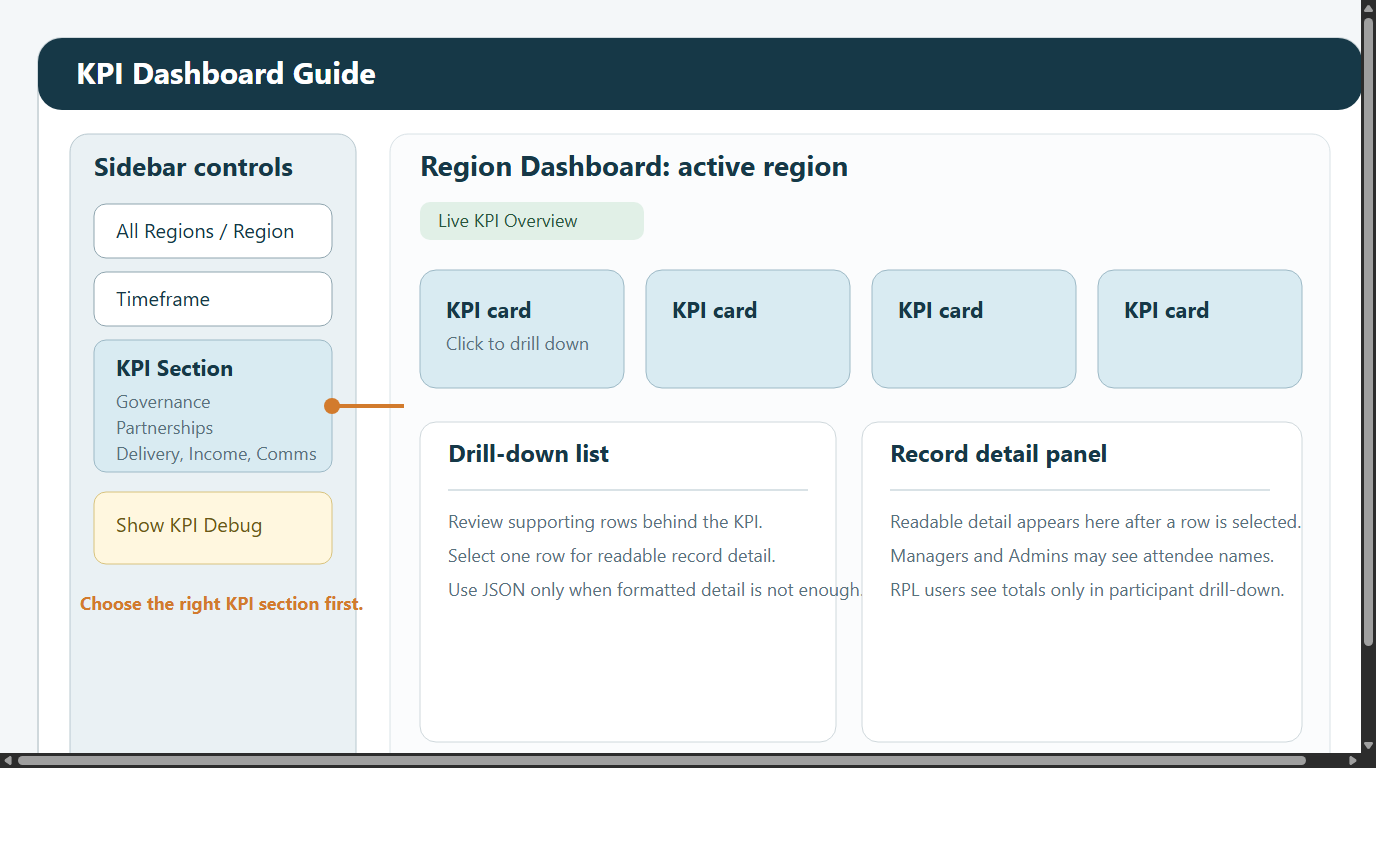 KPI Dashboard Guide
Sidebar controls
All Regions / Region
Timeframe
KPI Section
Governance
Partnerships
Delivery, Income, Comms
Show KPI Debug
Choose the right KPI section first.
Region Dashboard: active region
Live KPI Overview
KPI card
Click to drill down
KPI card
KPI card
KPI card
Drill-down list
Review supporting rows behind the KPI.
Select one row for readable record detail.
Use JSON only when formatted detail is not enough.
Record detail panel
Readable detail appears here after a row is selected.
Managers and Admins may see attendee names.
RPL users see totals only in participant drill-down.